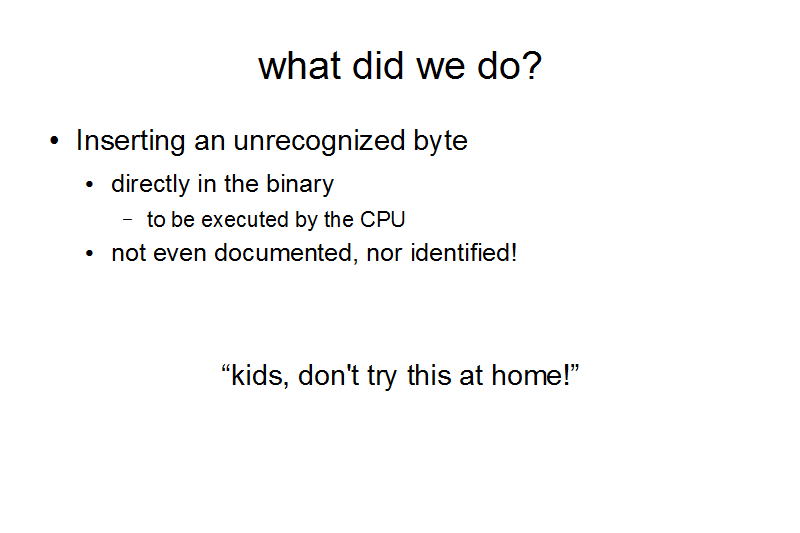 what did we do?
• Inserting an unrecognized byte
• directly in the binary
– to be executed by the CPU
• not even documented, nor identified!
“kids, don't try this at home!”